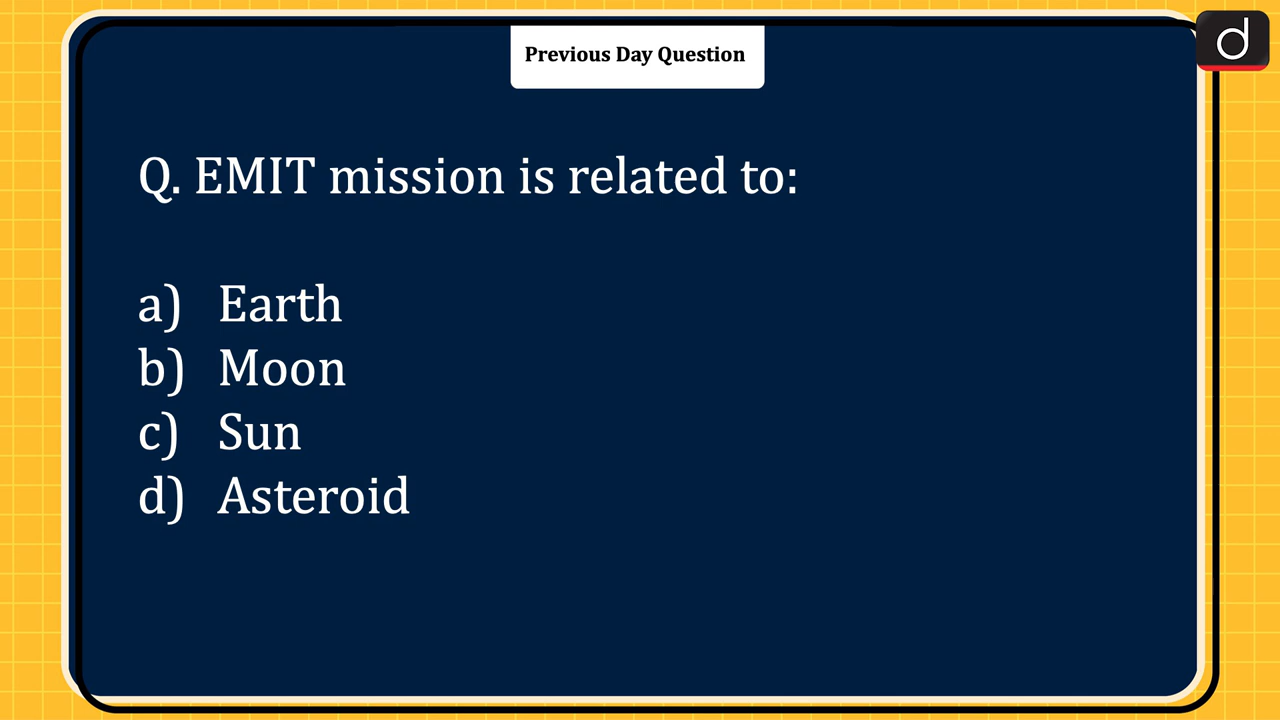 Previous Day Question
d
Q. EMIT mission is related to:
a) Earth
b) Moon
c) Sun
d) Asteroid